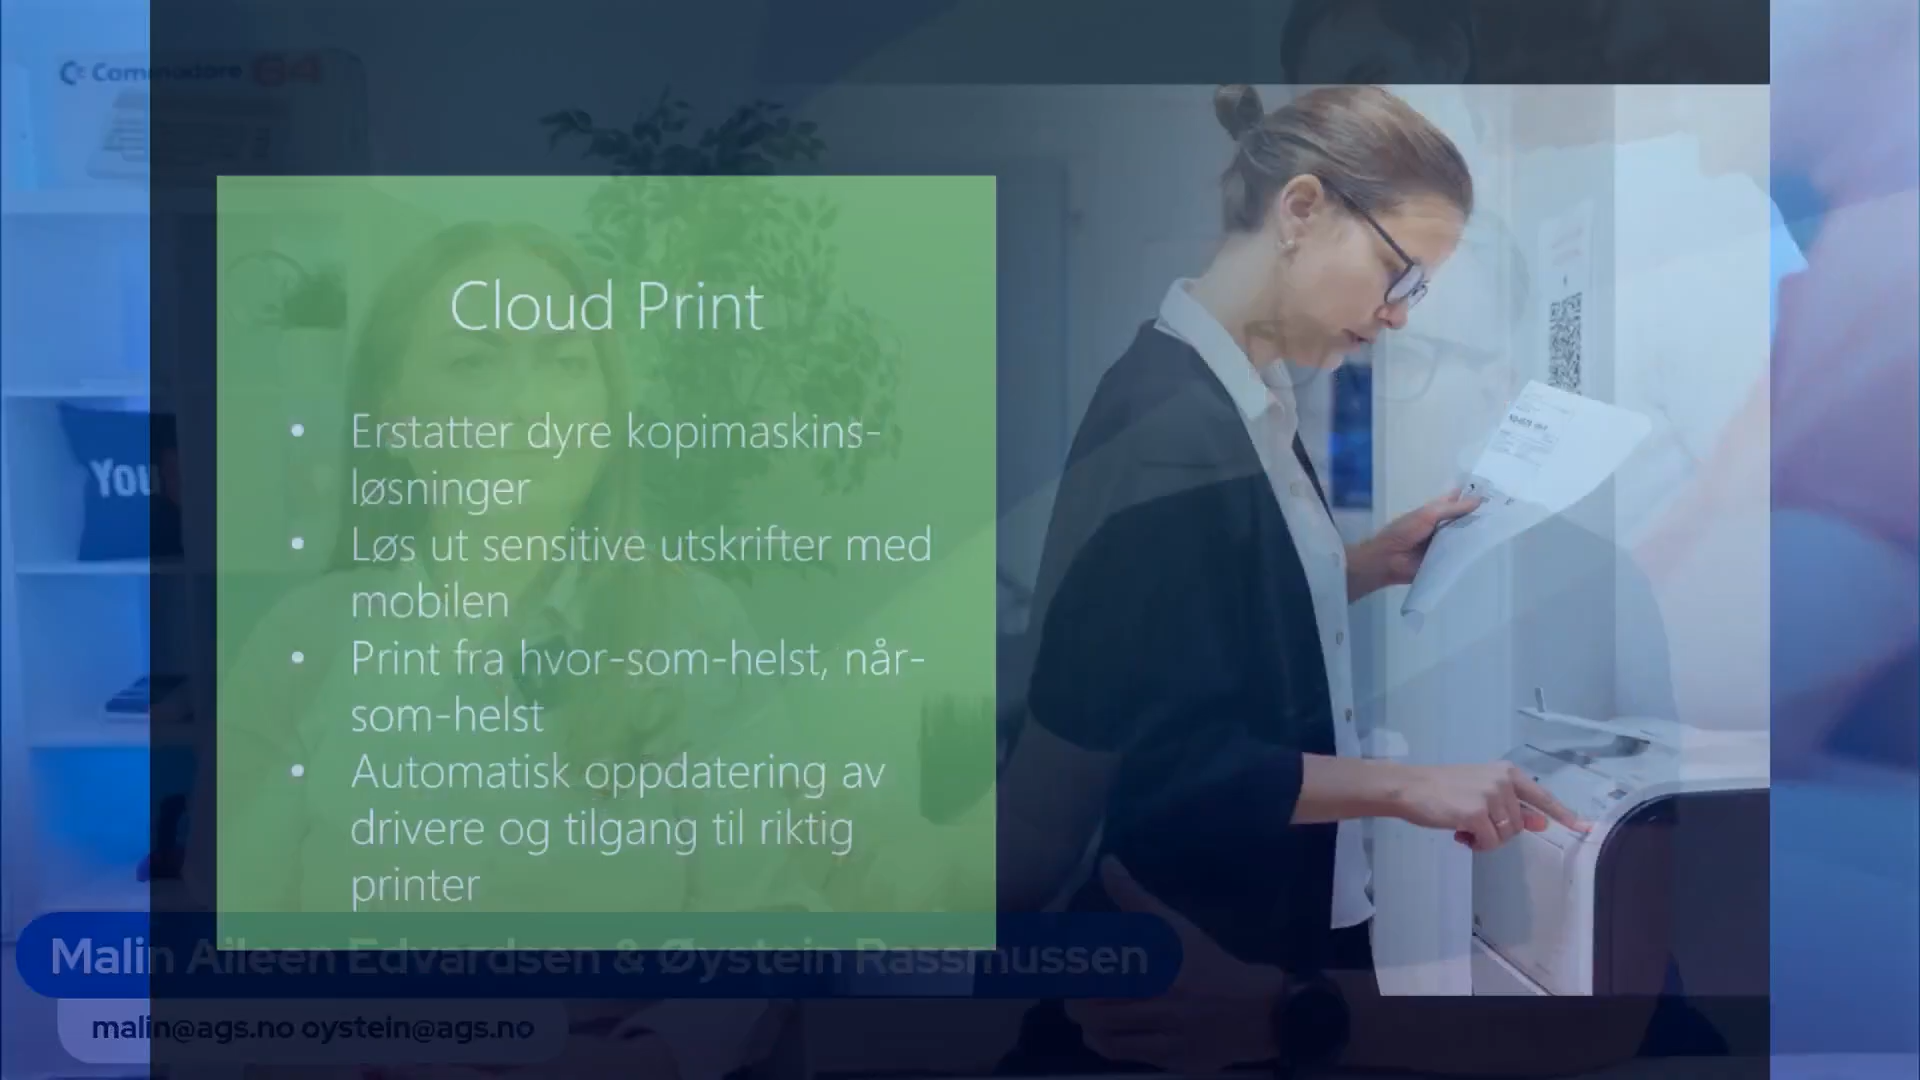 Commodore 64
Cloud Print
• Erstatter dyre kopimaskins-
løsninger
• Løs ut sensitive utskrifter med
mobilen
• Print fra hvor-som-helst, når-
som-helst
• Automatisk oppdatering av
drivere og tilgang til riktig
printer
You
Malin Aileen Edvardsen & Øystein Rassmussen
malin@ags.no oystein@ags.no